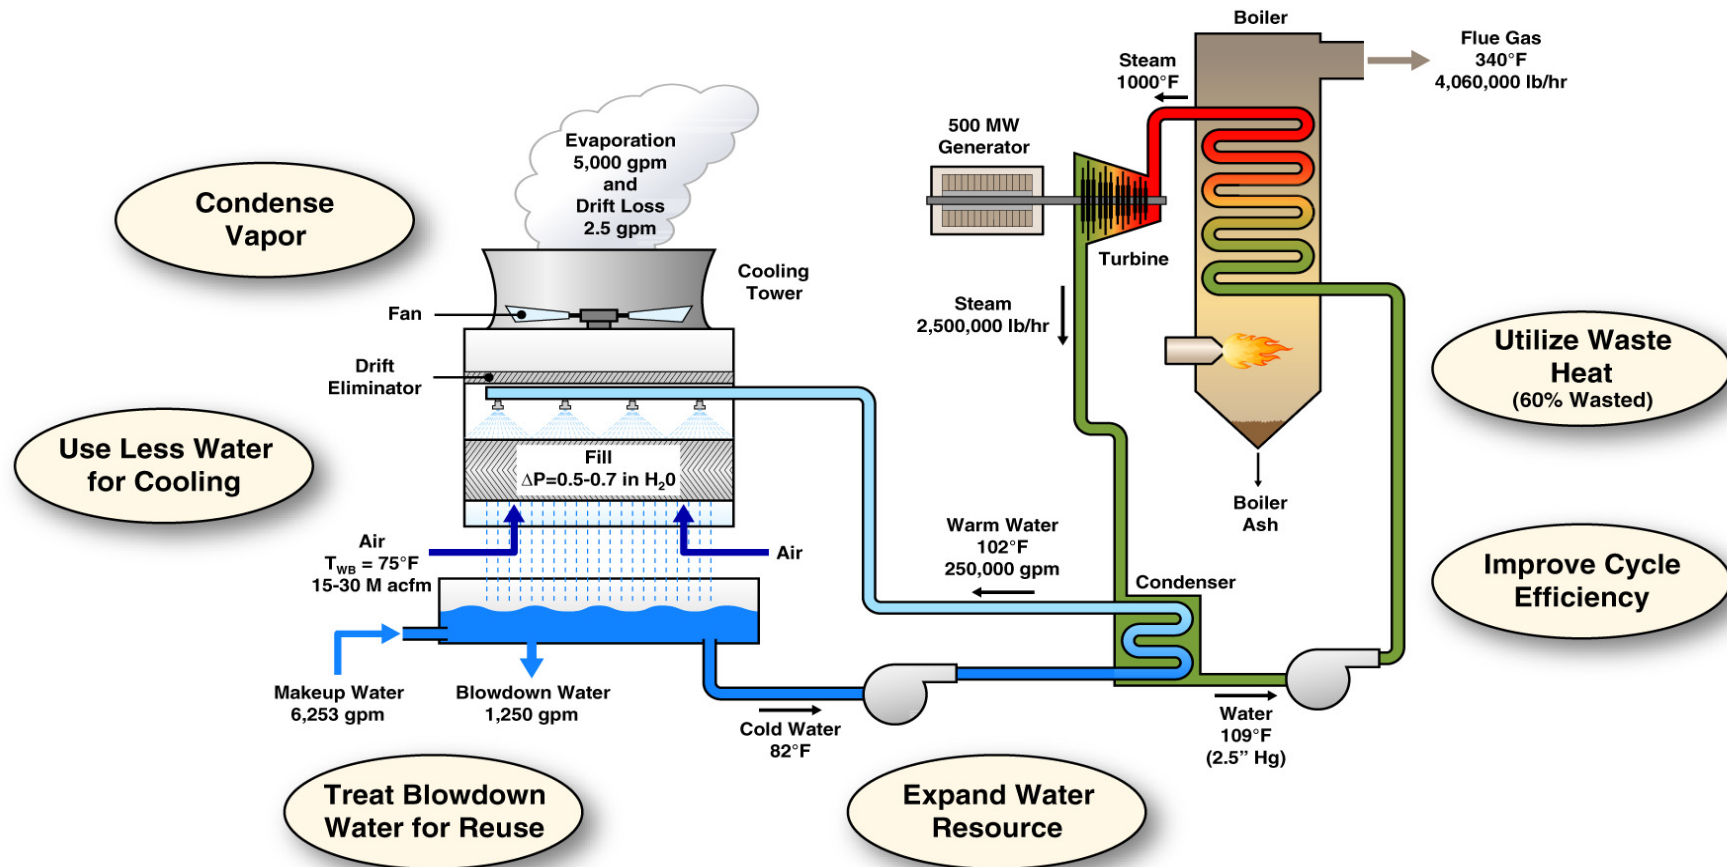 Boiler
Flue Gas
340°F
4,060,000 lb/hr
Steam
1000°F
500 MW
Generator
Turbine
Evaporation
5,000 gpm
and
Drift Loss
2.5 gpm
Condense
Vapor
Cooling
Tower
Fan
Steam
2,500,000 lb/hr
Drift
Eliminator
Utilize Waste
Heat
(60% Wasted)
Use Less Water
for Cooling
Fill
ΔP=0.5-0.7 in H₂0
Boiler
Ash
Air
T_WB = 75°F
15-30 M acfm
Air
Warm Water
102°F
250,000 gpm
Condenser
Improve Cycle
Efficiency
Makeup Water
6,253 gpm
Blowdown Water
1,250 gpm
Cold Water
82°F
Water
109°F
(2.5” Hg)
Treat Blowdown
Water for Reuse
Expand Water
Resource